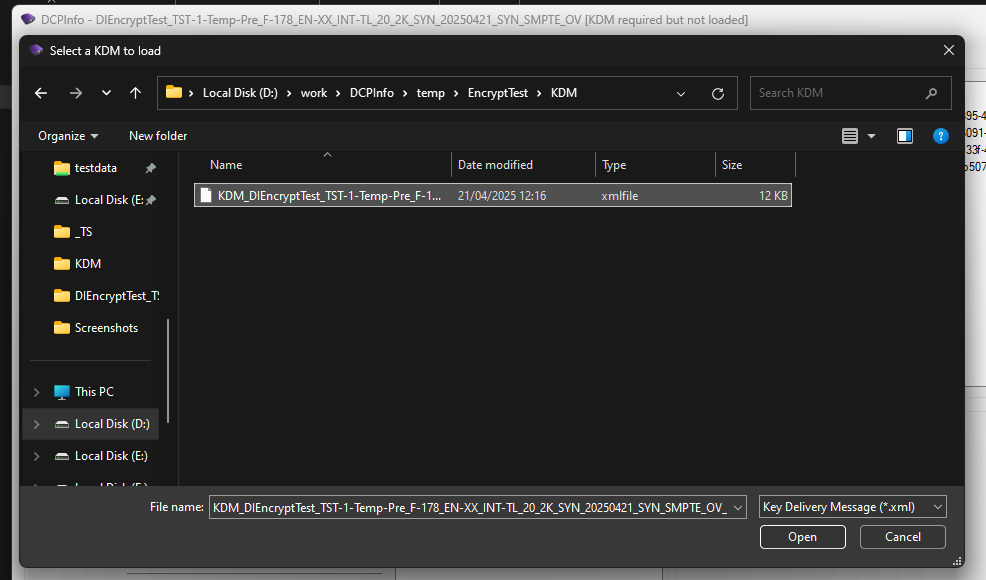 DCPInfo - DIEncryptTest_TST-1-Temp-Pre_F-178_EN-XX_INT-TL_20_2K_SYN_20250421_SYN_SMPTE_OV [KDM required but not loaded]
Select a KDM to load
Local Disk (D:) work DCPInfo temp EncryptTest KDM
Search KDM
Organize New folder
Name Date modified Type Size
KDM_DIEncryptTest_TST-1-Temp-Pre_F-1... 21/04/2025 12:16 xmlfile 12 KB
testdata
Local Disk (E:
_TS
KDM
DIEncryptTest_TS
Screenshots
This PC
Local Disk (D:)
Local Disk (E:)
File name: KDM_DIEncryptTest_TST-1-Temp-Pre_F-178_EN-XX_INT-TL_20_2K_SYN_20250421_SYN_SMPTE_OV_ Key Delivery Message (*.xml)
Open Cancel